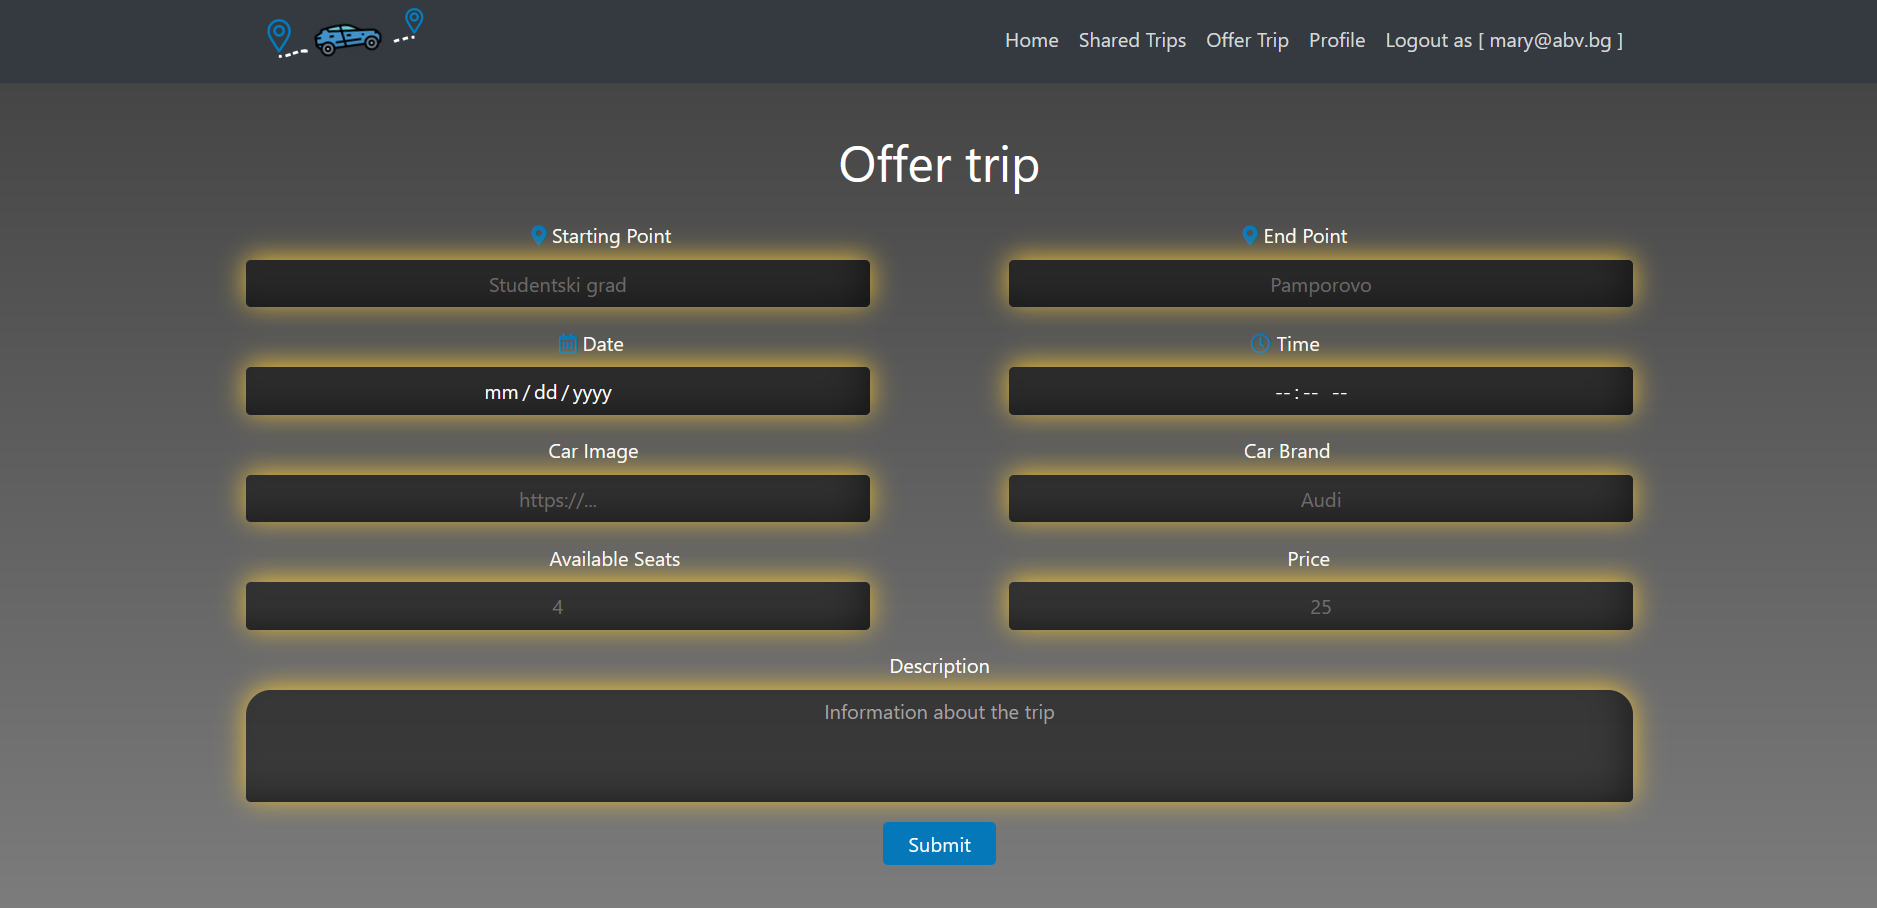 Home Shared Trips Offer Trip Profile Logout as [ mary@abv.bg ]
Offer trip
Starting Point
End Point
Studentski grad
Pamporovo
Date
Time
mm/dd/yyyy
--:-- --
Car Image
Car Brand
https://...
Audi
Available Seats
Price
4
25
Description
Information about the trip
Submit